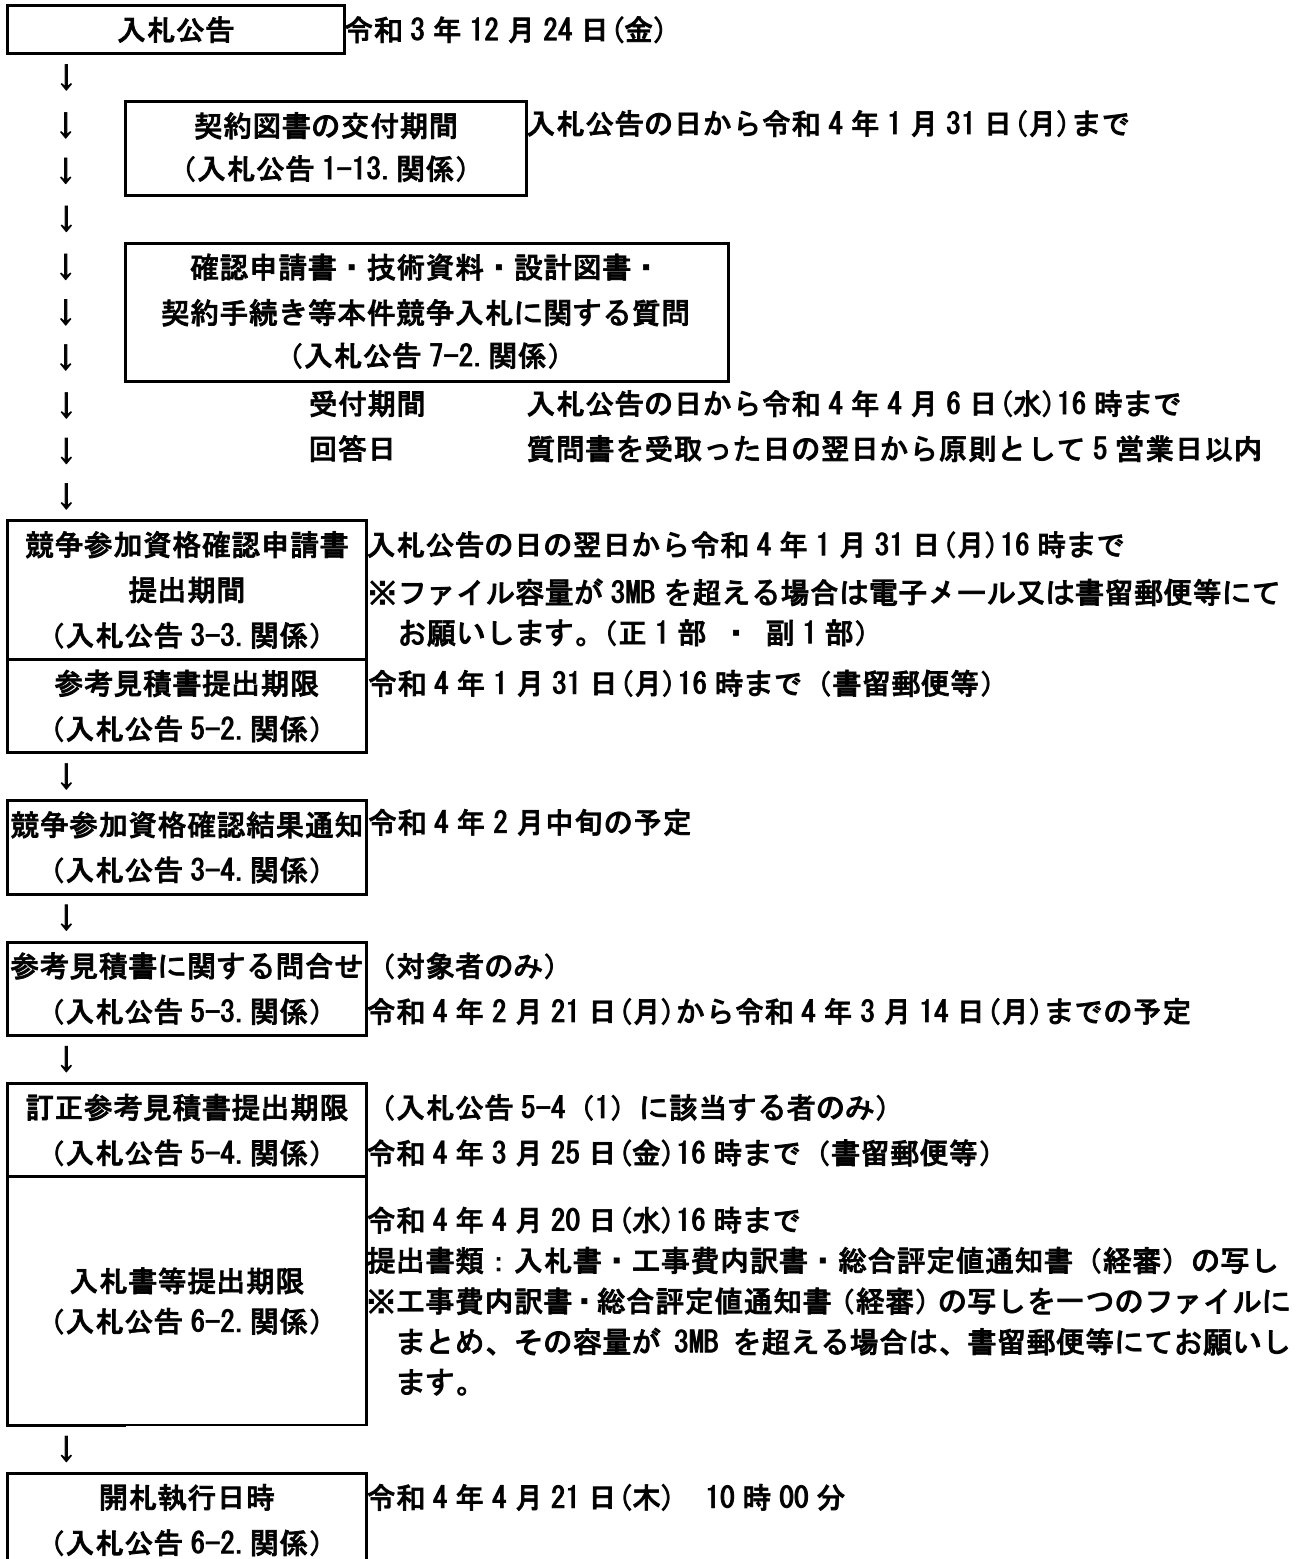 入札公告 令和3年12月24日(金)
↓
↓ 契約図書の交付期間 入札公告の日から令和4年1月31日(月)まで
↓ （入札公告1-13.関係）
↓
↓ 確認申請書・技術資料・設計図書・
↓ 契約手続き等本件競争入札に関する質問
↓ （入札公告7-2.関係）
↓ 受付期間 入札公告の日から令和4年4月6日(水)16時まで
↓ 回答日 質問書を受取った日の翌日から原則として5営業日以内
↓
競争参加資格確認申請書 入札公告の日の翌日から令和4年1月31日(月)16時まで
提出期間 ※ファイル容量が3MBを超える場合は電子メール又は書留郵便等にて
（入札公告3-3.関係） お願いします。（正1部 ・ 副1部）
参考見積書提出期限 令和4年1月31日(月)16時まで（書留郵便等）
（入札公告5-2.関係）
↓
競争参加資格確認結果通知 令和4年2月中旬の予定
（入札公告3-4.関係）
↓
参考見積書に関する問合せ （対象者のみ）
（入札公告5-3.関係） 令和4年2月21日(月)から令和4年3月14日(月)までの予定
↓
訂正参考見積書提出期限 （入札公告5-4（1）に該当する者のみ）
（入札公告5-4.関係） 令和4年3月25日(金)16時まで（書留郵便等）
令和4年4月20日(水)16時まで
提出書類：入札書・工事費内訳書・総合評定値通知書（経審）の写し
入札書等提出期限 ※工事費内訳書・総合評定値通知書（経審）の写しを一つのファイルに
（入札公告6-2.関係） まとめ、その容量が 3MB を超える場合は、書留郵便等にてお願いし
ます。
↓
開札執行日時 令和4年4月21日(木) 10時00分
（入札公告6-2.関係）